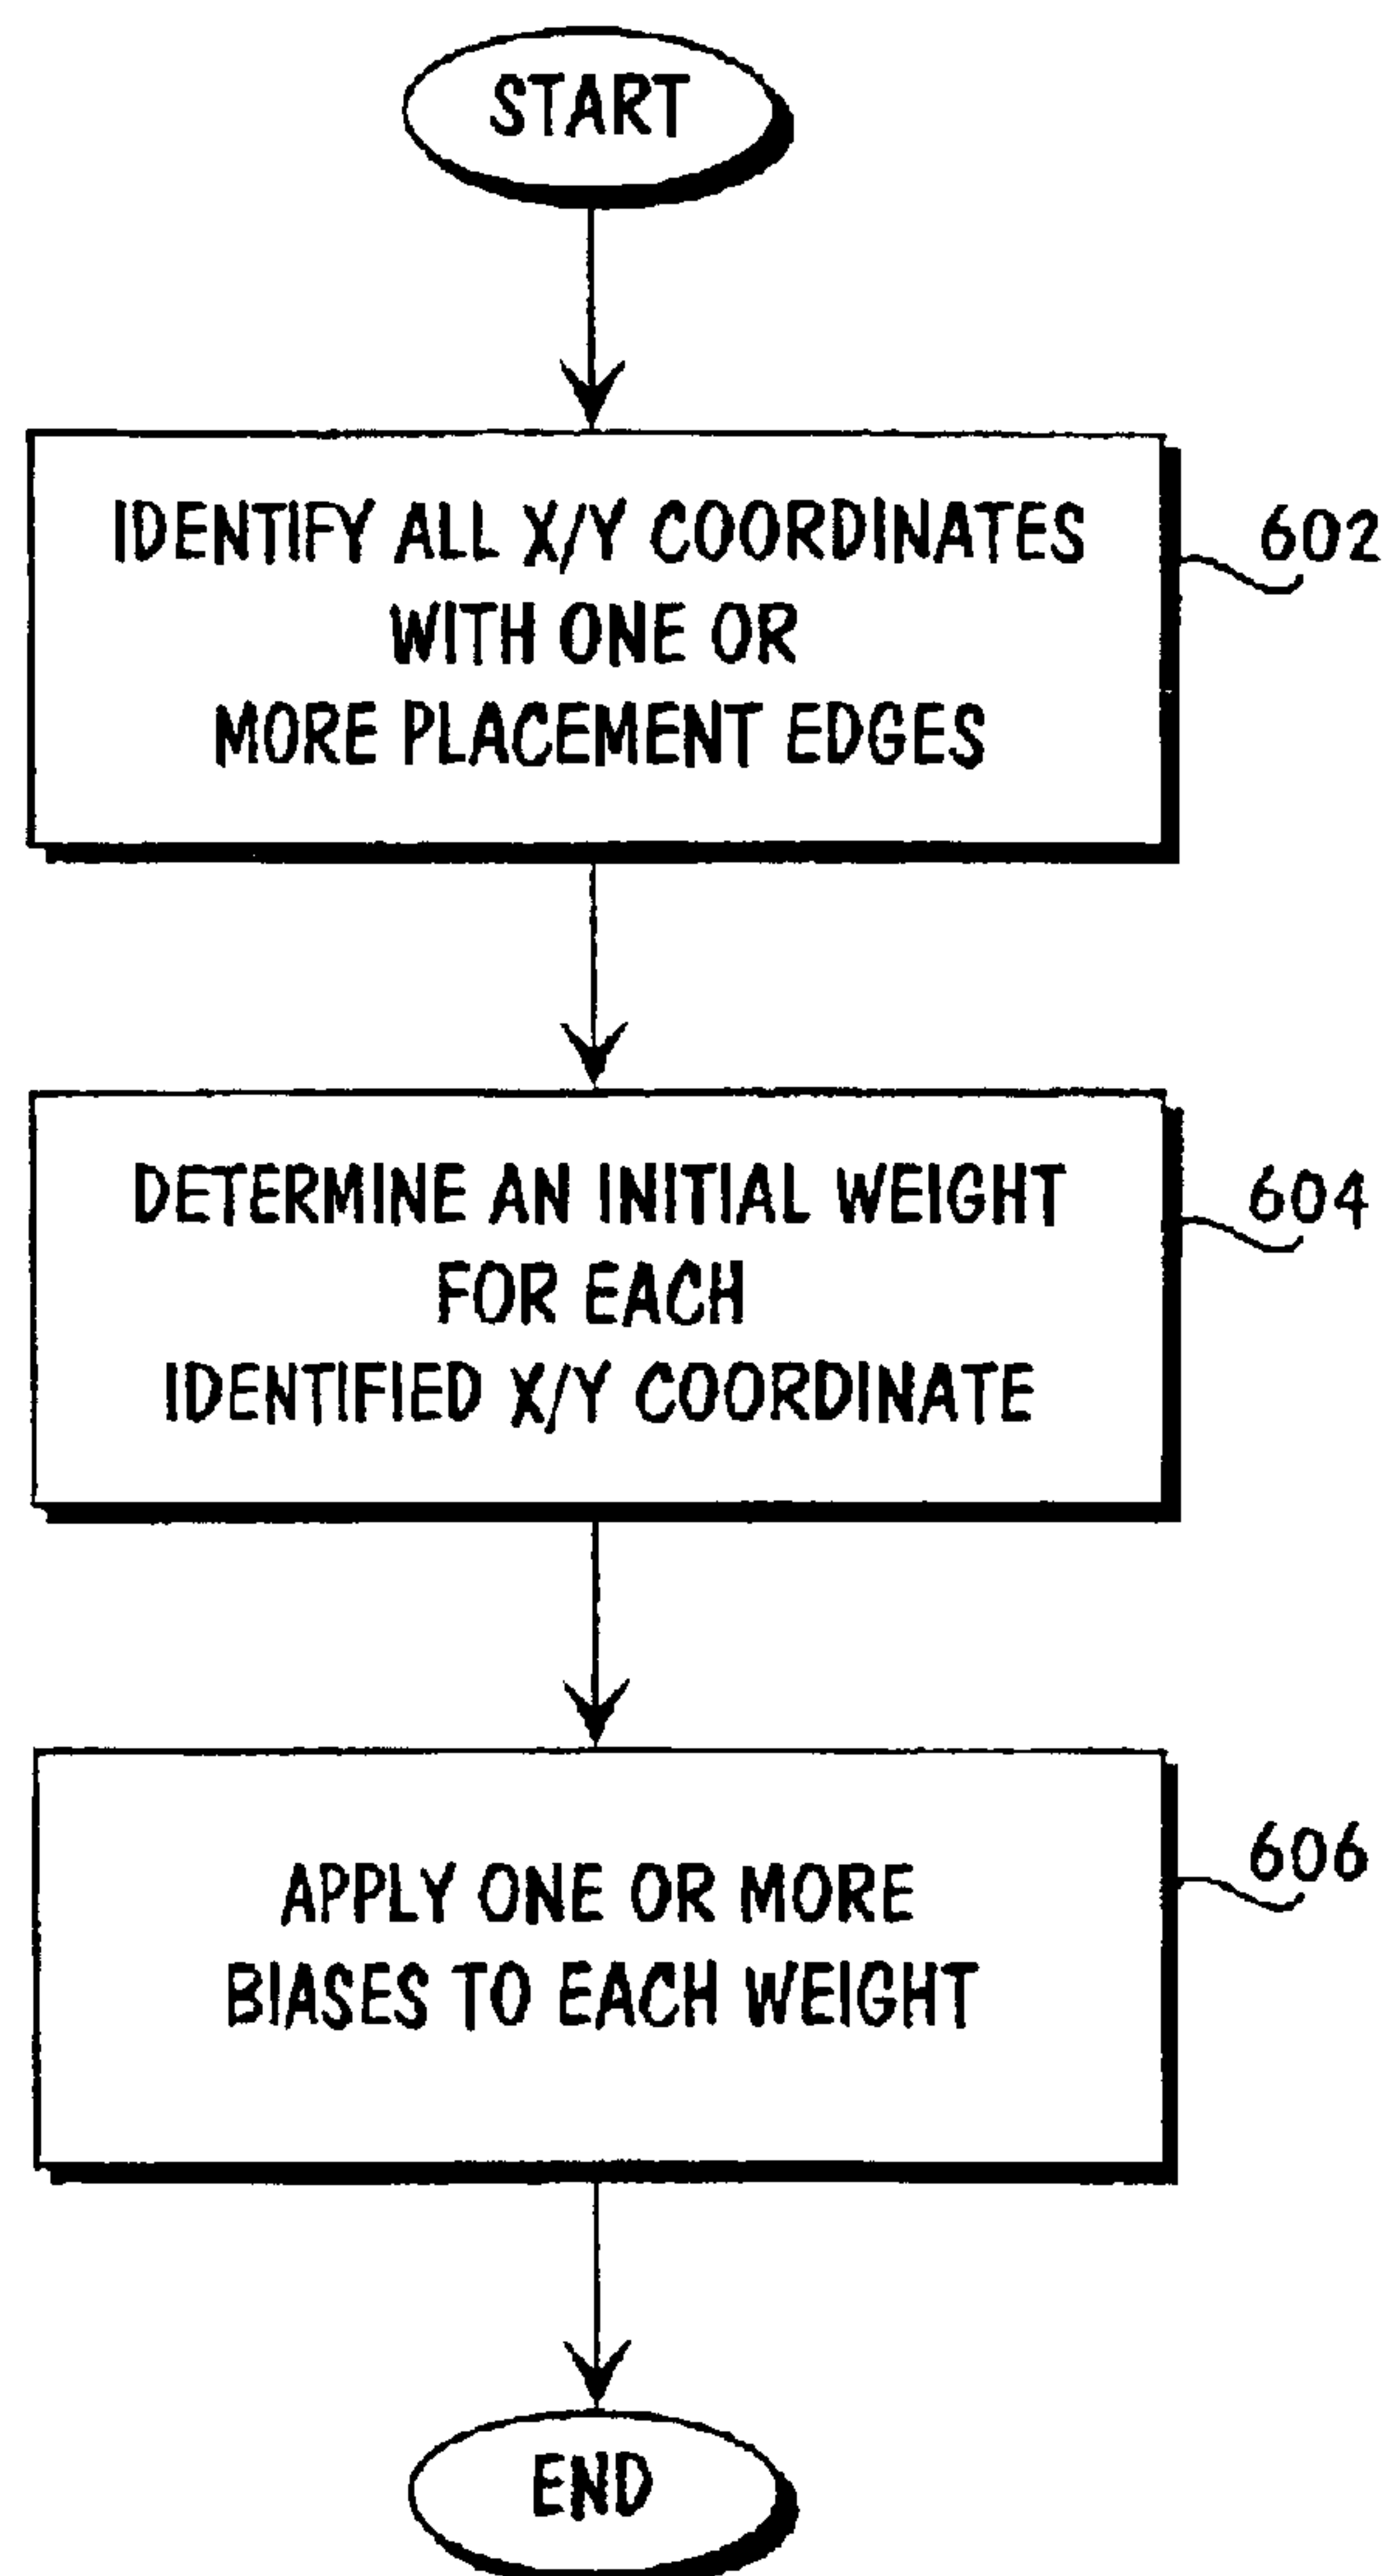 START
IDENTIFY ALL X/Y COORDINATES
WITH ONE OR
MORE PLACEMENT EDGES
602
DETERMINE AN INITIAL WEIGHT
FOR EACH
IDENTIFIED X/Y COORDINATE
604
APPLY ONE OR MORE
BIASES TO EACH WEIGHT
606
END